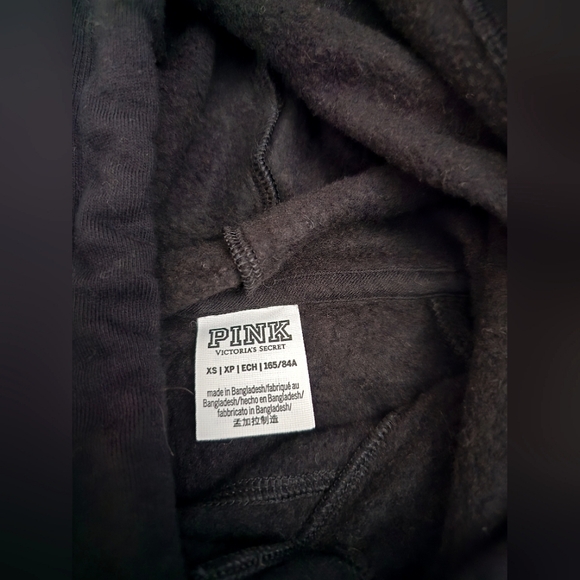 PINK
VICTORIA'S SECRET
XS | XP | ECH | 165/84A
made in Bangladesh/fabriqué au
Bangladesh/hecho en Bangladesh/
fabbricato in Bangladesh/
孟加拉制造